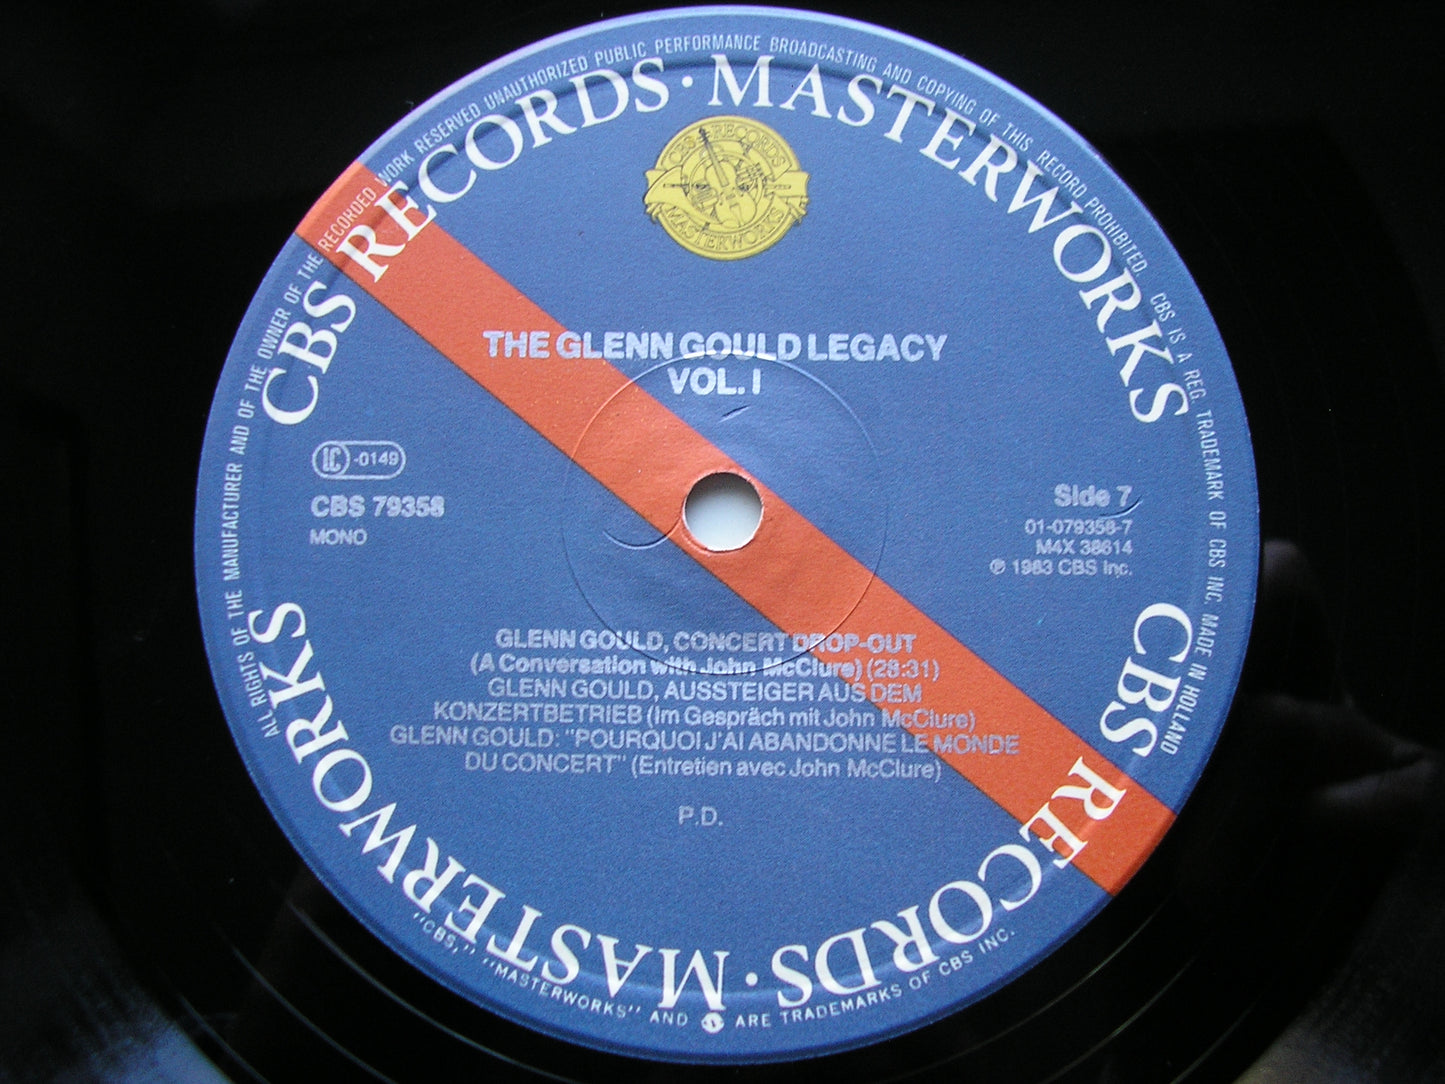 ALL RIGHTS OF THE MANUFACTURER AND OF THE OWNER OF THE RECORDED WORK RESERVED UNAUTHORIZED PUBLIC PERFORMANCE BROADCASTING AND COPYING OF THIS RECORD PROHIBITED. CBS IS A REG. TRADEMARK OF CBS INC. MADE IN HOLLAND
CBS RECORDS · MASTERWORKS
CBS RECORDS
MASTERWORKS
THE GLENN GOULD LEGACY
VOL. I
LC -0149
CBS 79358
MONO
Side 7
01-079358-7
M4X 38614
℗ 1983 CBS Inc.
GLENN GOULD, CONCERT DROP-OUT
(A Conversation with John McClure) (28:31)
GLENN GOULD, AUSSTEIGER AUS DEM
KONZERTBETRIEB (Im Gespräch mit John McClure)
GLENN GOULD: "POURQUOI J'AI ABANDONNE LE MONDE
DU CONCERT" (Entretien avec John McClure)
P.D.
CBS RECORDS · MASTERWORKS
"CBS," "MASTERWORKS" AND ARE TRADEMARKS OF CBS INC.